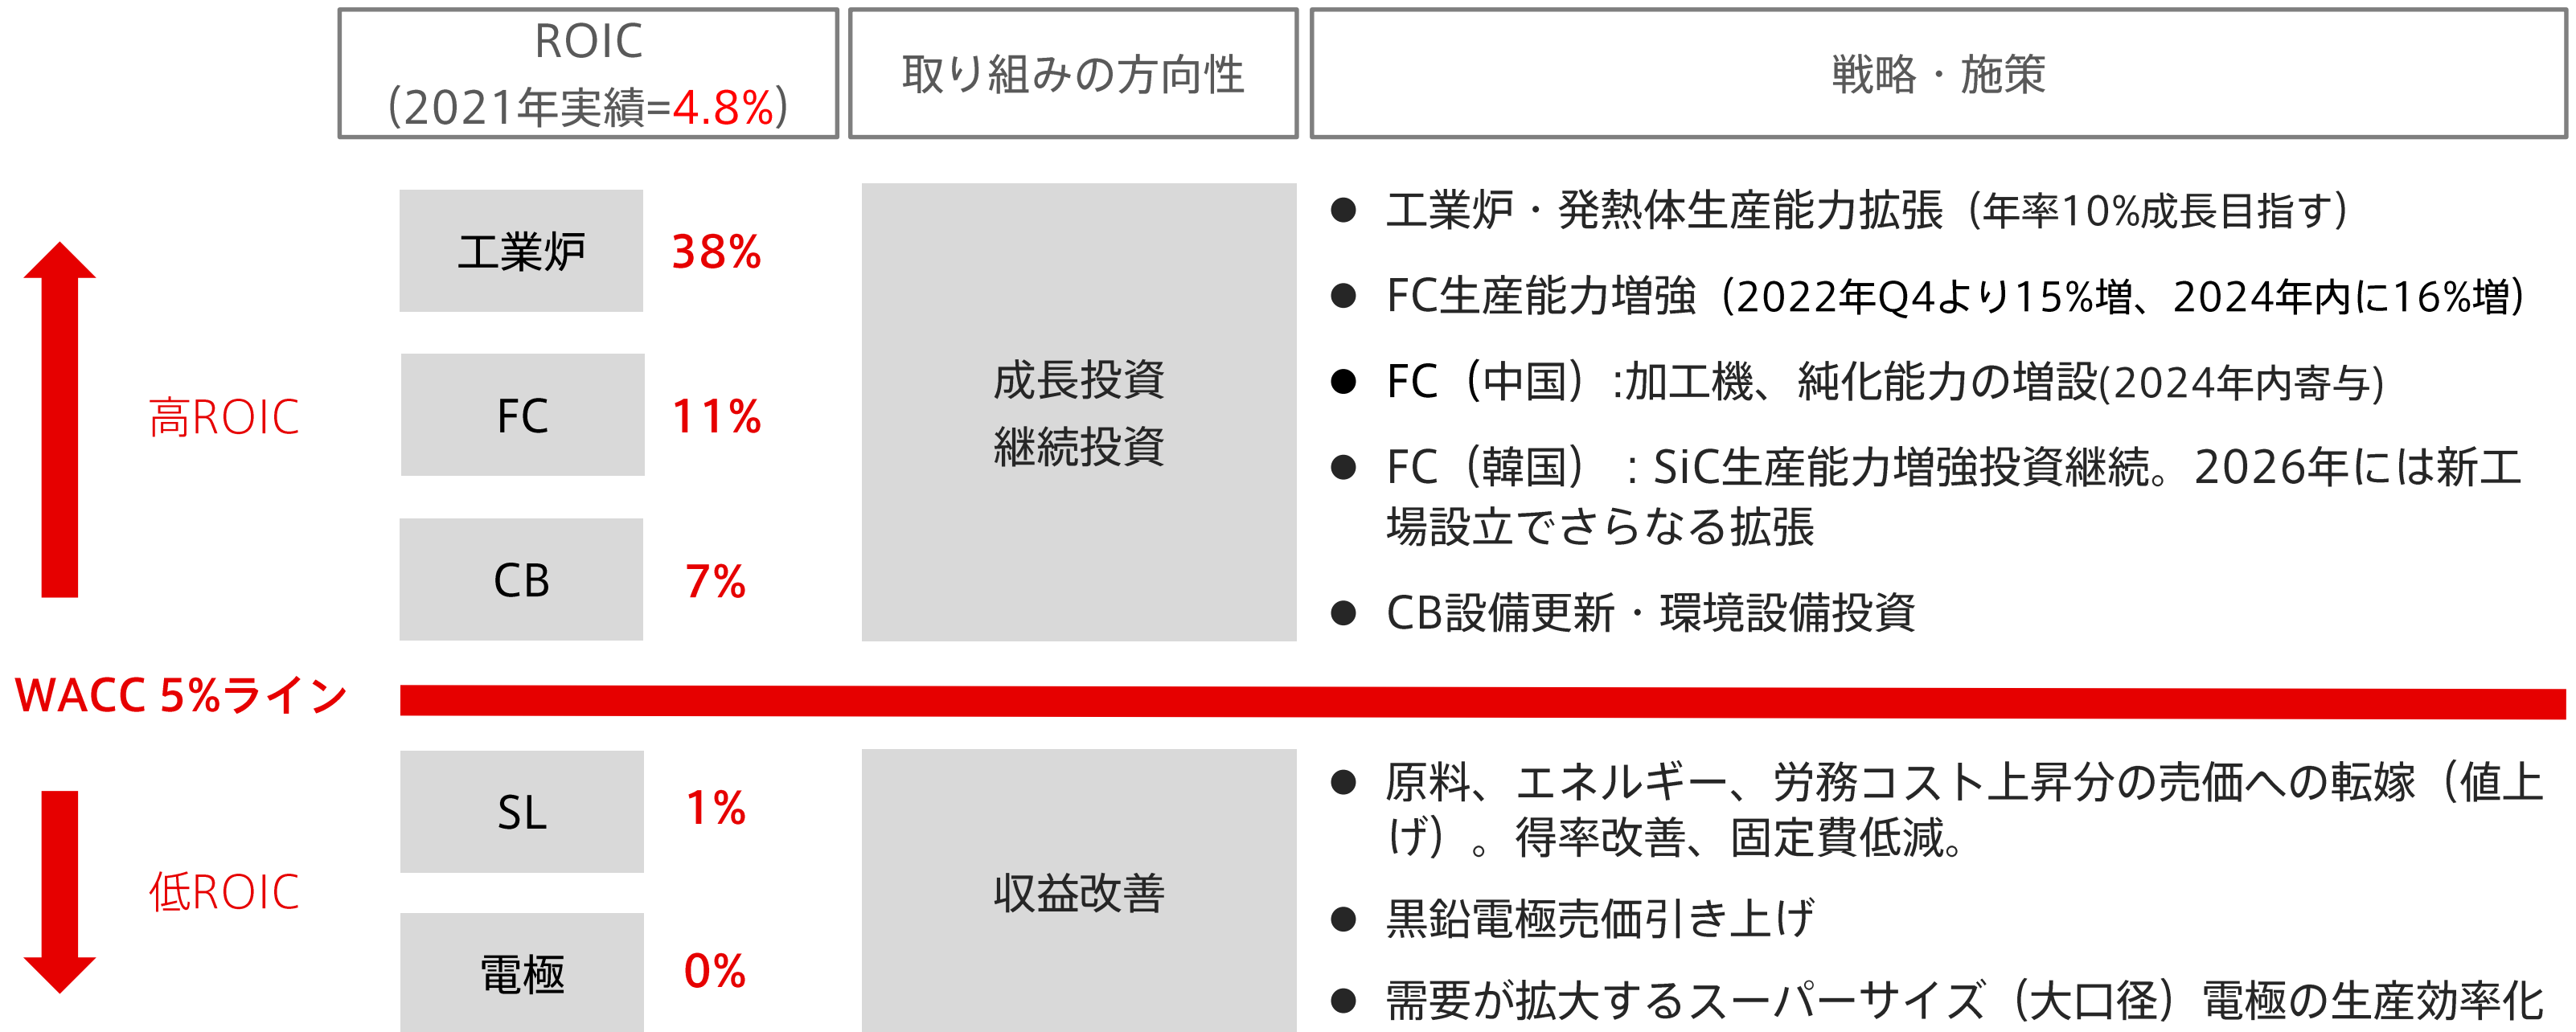 ROIC
(2021年実績=4.8%)
取り組みの方向性
戦略・施策
高ROIC
工業炉
38%
FC
11%
CB
7%
成長投資
継続投資
● 工業炉・発熱体生産能力拡張（年率10%成長目指す）
● FC生産能力増強（2022年Q4より15%増、2024年内に16%増）
● FC（中国）:加工機、純化能力の増設(2024年内寄与)
● FC（韓国）：SiC生産能力増強投資継続。2026年には新工
場設立でさらなる拡張
● CB設備更新・環境設備投資
WACC 5%ライン
低ROIC
SL
1%
電極
0%
収益改善
● 原料、エネルギー、労務コスト上昇分の売価への転嫁（値上
げ）。得率改善、固定費低減。
● 黒鉛電極売価引き上げ
● 需要が拡大するスーパーサイズ（大口径）電極の生産効率化